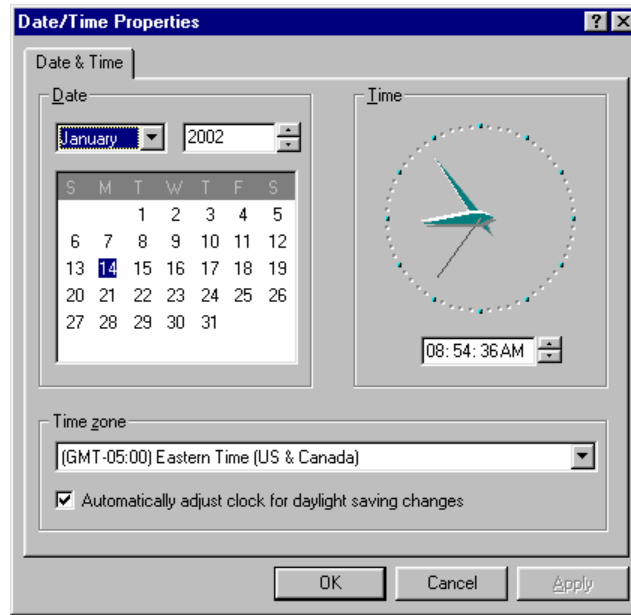 Date/Time Properties
? X
Date & Time
Date
Time
January 2002
S M T W T F S
1 2 3 4 5
6 7 8 9 10 11 12
13 14 15 16 17 18 19
20 21 22 23 24 25 26
27 28 29 30 31
08: 54: 36 AM
Time zone
(GMT-05:00) Eastern Time (US & Canada)
Automatically adjust clock for daylight saving changes
OK Cancel Apply